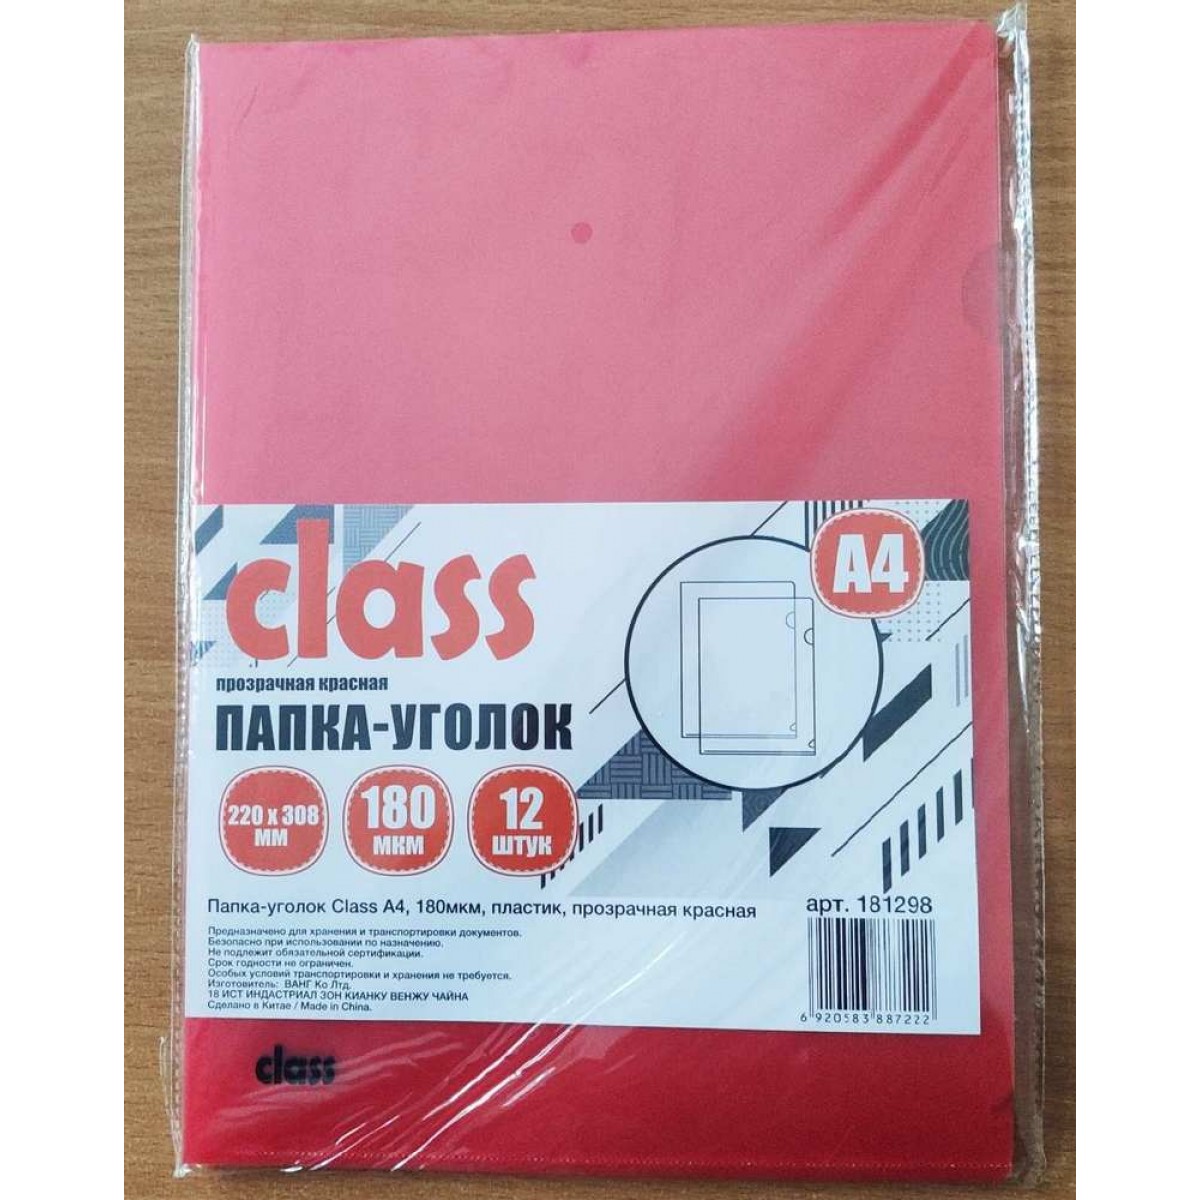 class
A4
прозрачная красная
ПАПКА-УГОЛОК
220 х 308
ММ
180
МКМ
12
ШТУК
Папка-уголок Class A4, 180мкм, пластик, прозрачная красная
арт. 181298
Предназначено для хранения и транспортировки документов.
Безопасно при использовании по назначению.
Не подлежит обязательной сертификации.
Срок годности не ограничен.
Особых условий транспортировки и хранения не требуется.
Изготовитель: ВАНГ Ко Лтд.
18 ИСТ ИНДАСТРИАЛ ЗОН КИАНКУ ВЕНЖУ ЧАЙНА
Сделано в Китае / Made in China.
6 920583 887222
class